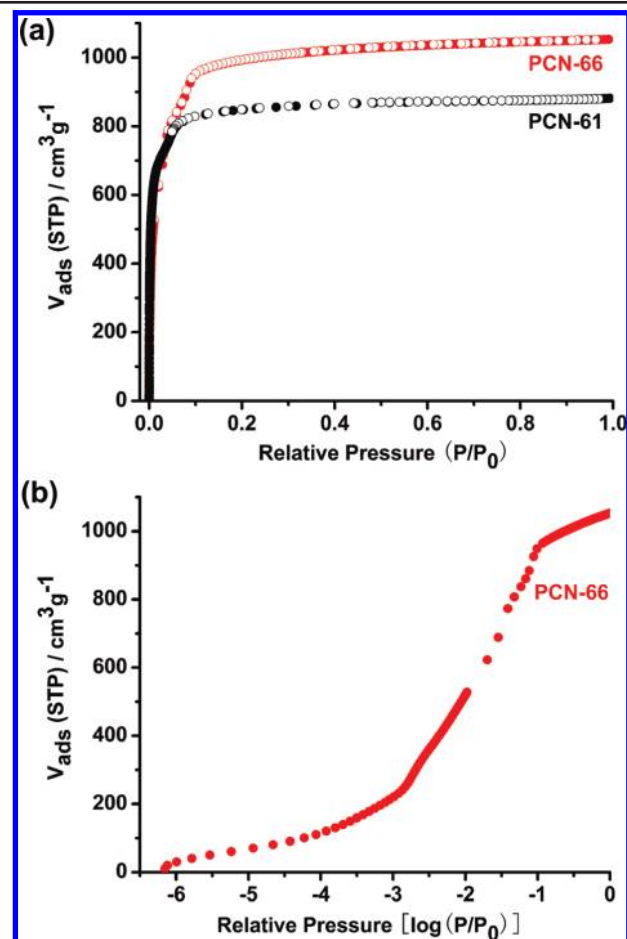 (a)
1000
800
600
400
200
0
V_ads (STP) / cm³g⁻¹
PCN-66
PCN-61
0.0 0.2 0.4 0.6 0.8 1.0
Relative Pressure (P/P₀)
(b)
1000
800
600
400
200
0
V_ads (STP) / cm³g⁻¹
PCN-66
-6 -5 -4 -3 -2 -1 0
Relative Pressure [log(P/P₀)]